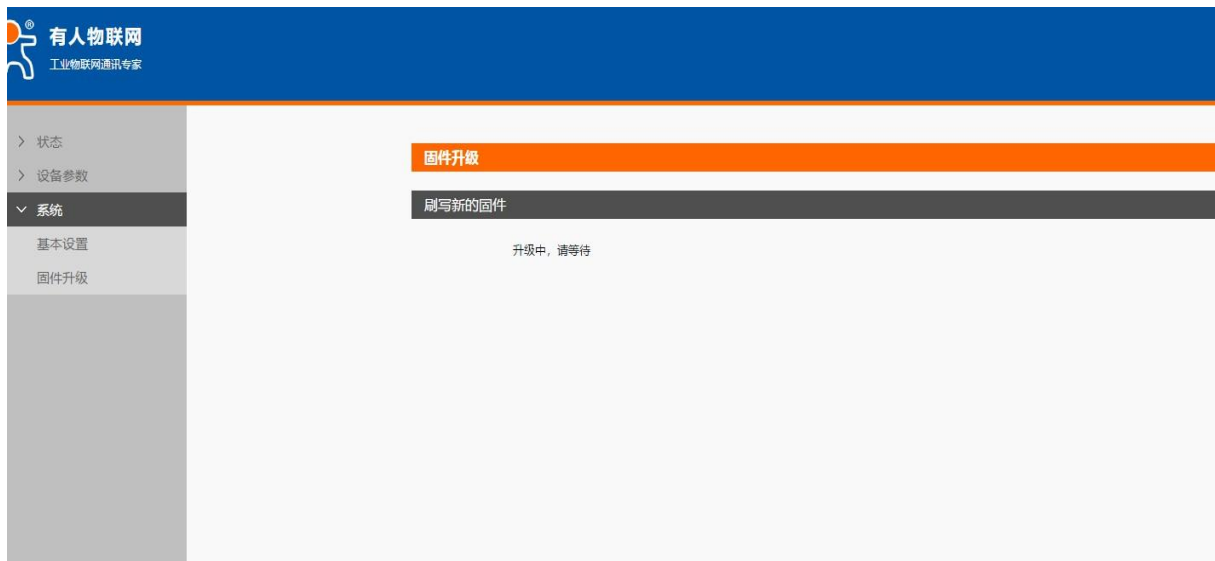 ®
有人物联网
工业物联网通讯专家
状态
设备参数
系统
基本设置
固件升级
固件升级
刷写新的固件
升级中，请等待